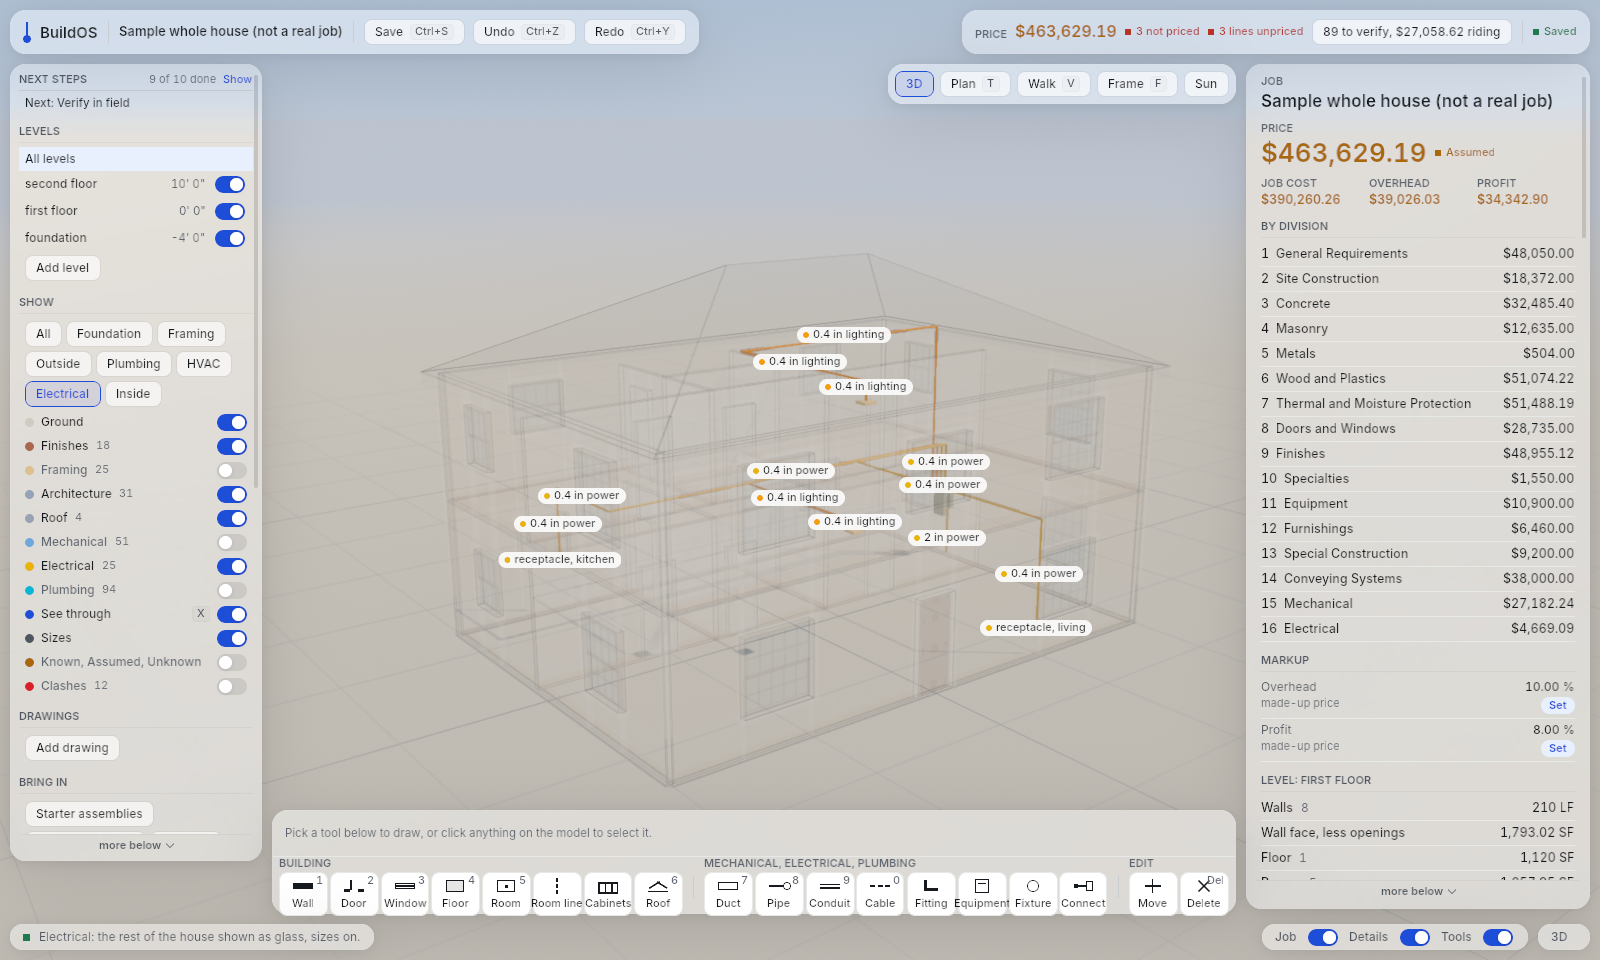 BuildOS
Sample whole house (not a real job)
Save Ctrl+S
Undo Ctrl+Z
Redo Ctrl+Y
PRICE $463,629.19
3 not priced
3 lines unpriced
89 to verify, $27,058.62 riding
Saved
NEXT STEPS 9 of 10 done Show
Next: Verify in field
LEVELS
All levels
second floor 10' 0"
first floor 0' 0"
foundation -4' 0"
Add level
SHOW
All Foundation Framing
Outside Plumbing HVAC
Electrical Inside
Ground
Finishes 18
Framing 25
Architecture 31
Roof 4
Mechanical 51
Electrical 25
Plumbing 94
See through X
Sizes
Known, Assumed, Unknown
Clashes 12
DRAWINGS
Add drawing
BRING IN
Starter assemblies
more below
3D
Plan T
Walk V
Frame F
Sun
0.4 in lighting
0.4 in lighting
0.4 in lighting
0.4 in power
0.4 in power
0.4 in power
0.4 in power
0.4 in lighting
0.4 in power
0.4 in lighting
2 in power
receptacle, kitchen
0.4 in power
receptacle, living
Pick a tool below to draw, or click anything on the model to select it.
BUILDING
Wall 1
Door 2
Window 3
Floor 4
Room 5
Room line
Cabinets
Roof 6
MECHANICAL, ELECTRICAL, PLUMBING
Duct 7
Pipe 8
Conduit 9
Cable 0
Fitting
Equipment
Fixture
Connect
EDIT
Move
Delete Del
JOB
Sample whole house (not a real job)
PRICE
$463,629.19 Assumed
JOB COST OVERHEAD PROFIT
$390,260.26 $39,026.03 $34,342.90
BY DIVISION
1 General Requirements $48,050.00
2 Site Construction $18,372.00
3 Concrete $32,485.40
4 Masonry $12,635.00
5 Metals $504.00
6 Wood and Plastics $51,074.22
7 Thermal and Moisture Protection $51,488.19
8 Doors and Windows $28,735.00
9 Finishes $48,955.12
10 Specialties $1,550.00
11 Equipment $10,900.00
12 Furnishings $6,460.00
13 Special Construction $9,200.00
14 Conveying Systems $38,000.00
15 Mechanical $27,182.24
16 Electrical $4,669.09
MARKUP
Overhead 10.00 %
made-up price Set
Profit 8.00 %
made-up price Set
LEVEL: FIRST FLOOR
Walls 8 210 LF
Wall face, less openings 1,793.02 SF
Floor 1 1,120 SF
more below
Electrical: the rest of the house shown as glass, sizes on.
Job Details Tools 3D